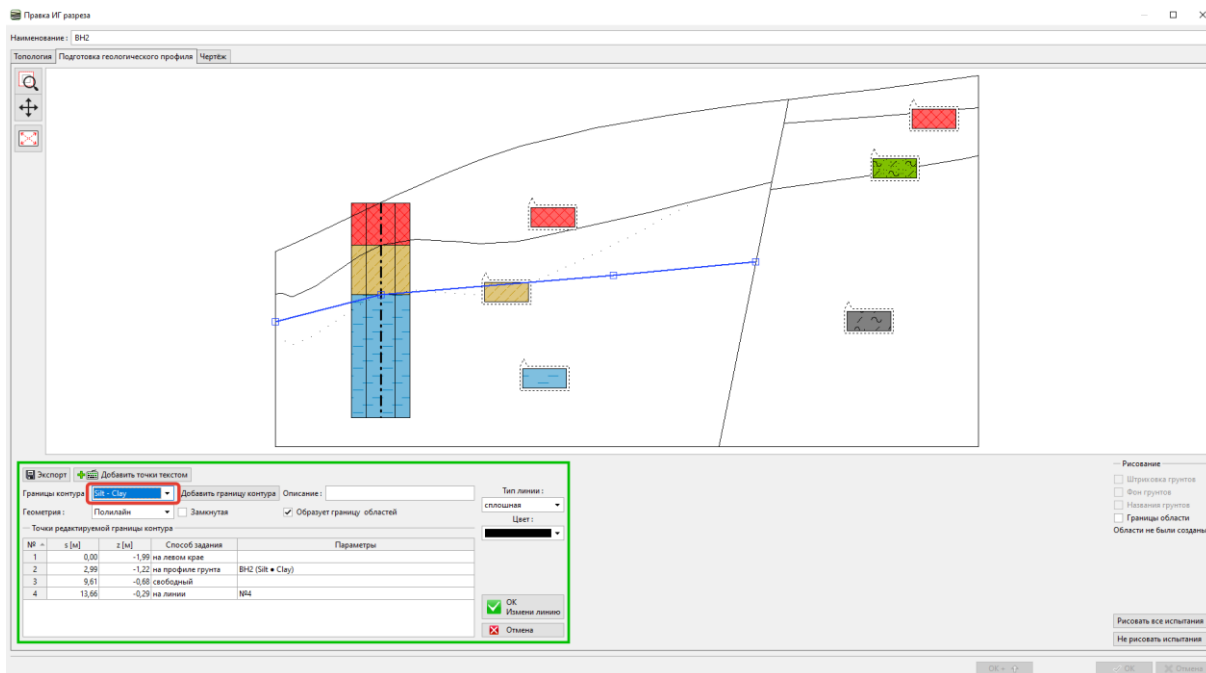 Правка ИГ разреза
Наименование : BH2
Топология Подготовка геологического профиля Чертёж
Экспорт Добавить точки текстом
Границы контура Silt - Clay Добавить границу контура Описание :
Тип линии :
Геометрия : Полилайн Замкнутая Образует границу областей
сплошная
Цвет :
Точки редактируемой границы контура
№ s [м] z [м] Способ задания Параметры
1 0,00 -1,99 на левом крае
2 2,99 -1,22 на профиле грунта BH2 (Silt ● Clay)
3 9,61 -0,68 свободный
4 13,66 -0,29 на линии №4
OK
Измени линию
Отмена
Рисование
Штриховка грунтов
Фон грунтов
Названия грунтов
Границы области
Области не были созданы
Рисовать все испытания
Не рисовать испытания
OK + OK Отмена